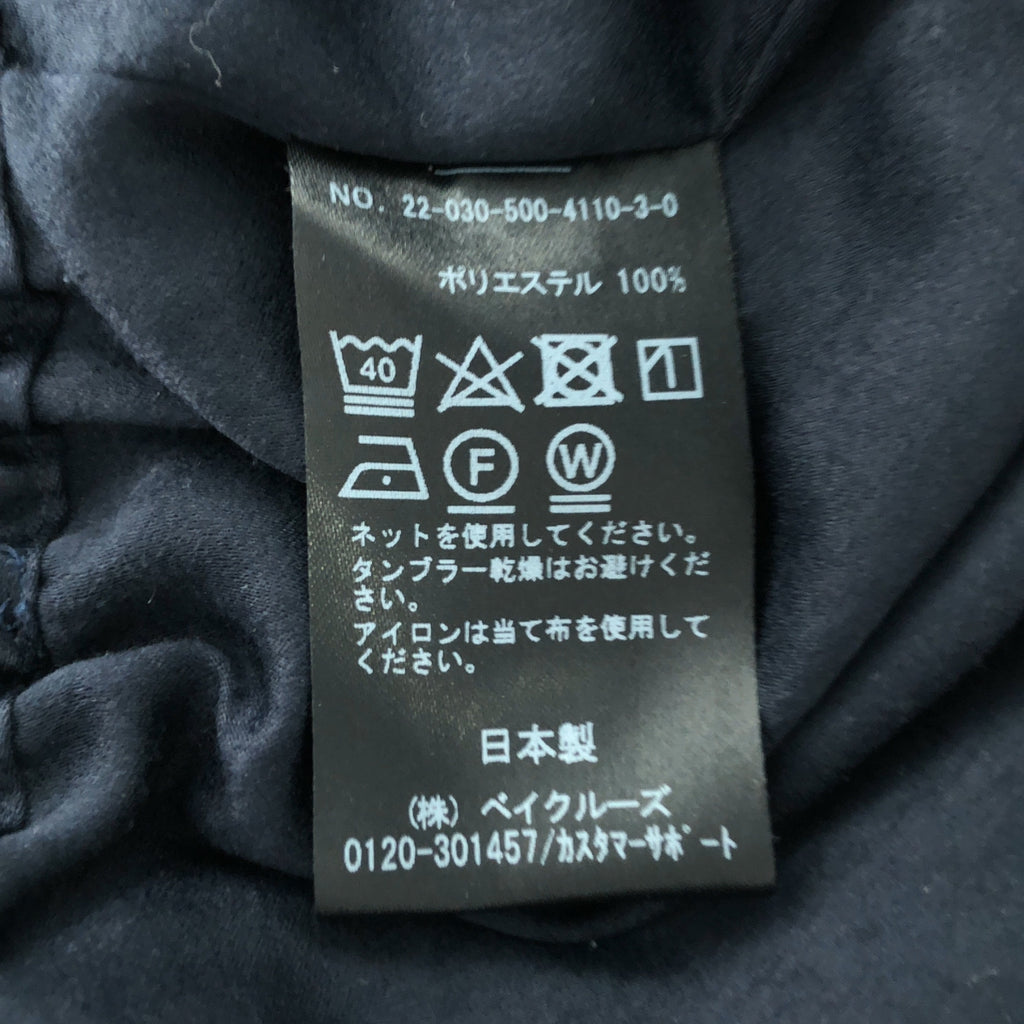 NO. 22-030-500-4110-3-0
ポリエステル 100%
40
F W
ネットを使用してください。
タンブラー乾燥はお避けくだ
さい。
アイロンは当て布を使用して
ください。
日本製
(株) ベイクルーズ
0120-301457/カスタマーサポート